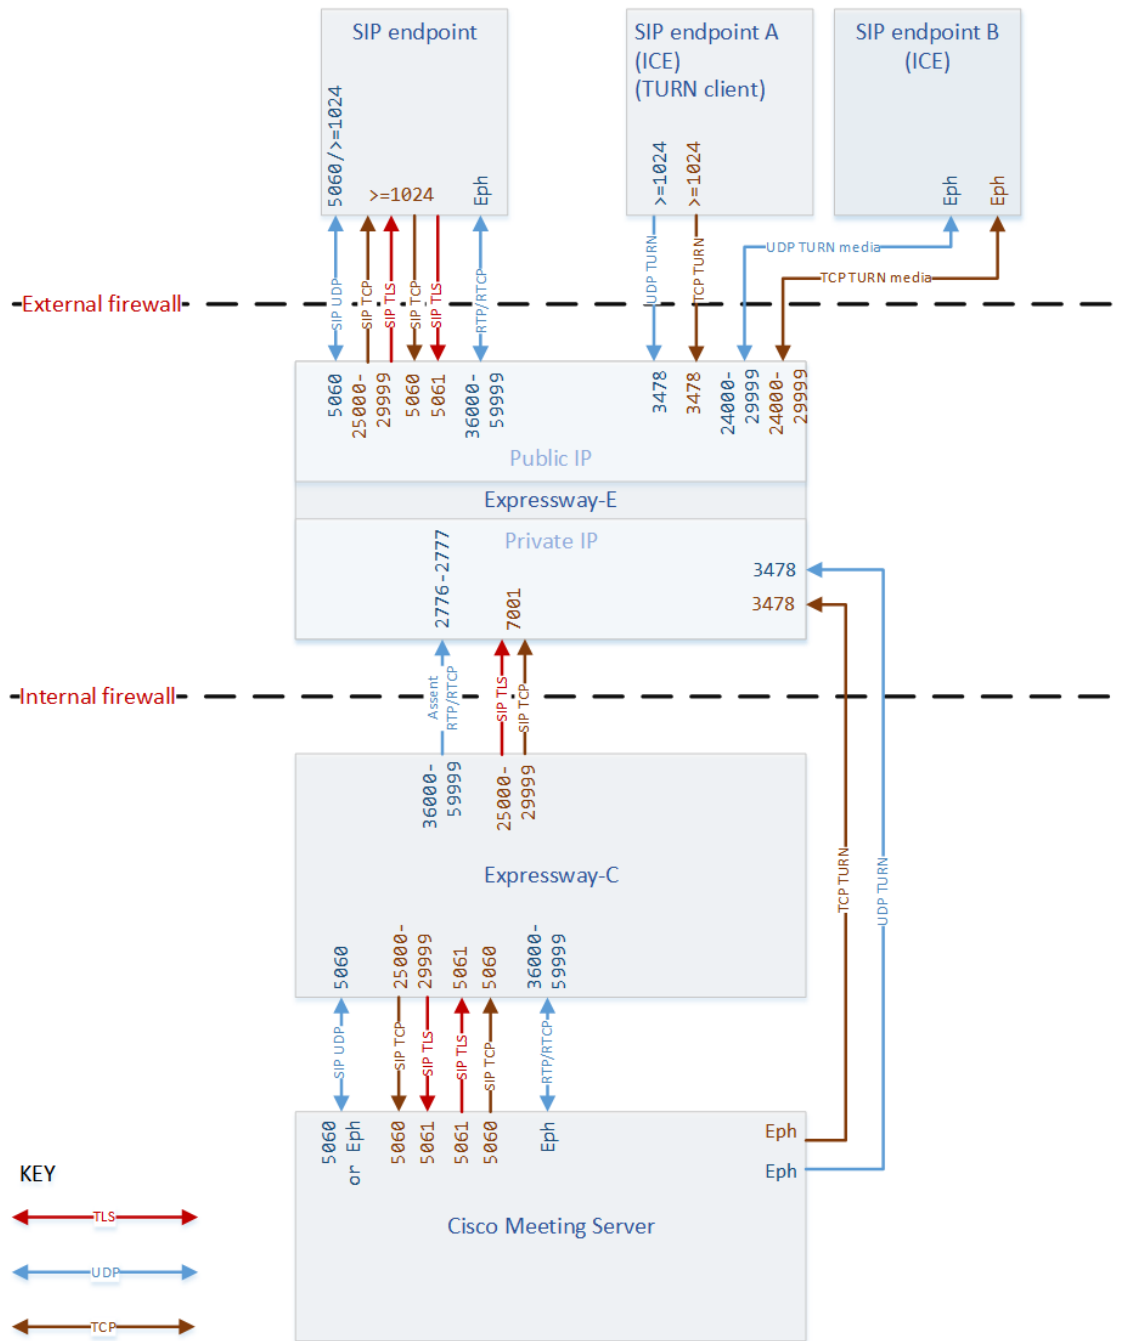 SIP endpoint
SIP endpoint A
(ICE)
(TURN client)
SIP endpoint B
(ICE)
5060/>=1024
>=1024
Eph
>=1024
>=1024
Eph
Eph
UDP TURN media
TCP TURN media
External firewall
SIP UDP
SIP TCP
SIP TLS
SIP TCP
SIP TLS
RTP/RTCP
UDP TURN
TCP TURN
5060
25000-
29999
5060
5061
36000-
59999
3478
3478
24000-
29999
24000-
29999
Public IP
Expressway-E
Private IP
2776-2777
7001
3478
3478
Internal firewall
Assent
RTP/RTCP
SIP TLS
SIP TCP
36000-
59999
25000-
29999
Expressway-C
TCP TURN
UDP TURN
5060
25000-
29999
5061
5060
36000-
59999
SIP UDP
SIP TCP
SIP TLS
SIP TLS
SIP TCP
RTP/RTCP
5060
or Eph
5060
5061
5061
5060
Eph
Eph
Eph
Cisco Meeting Server
KEY
TLS
UDP
TCP